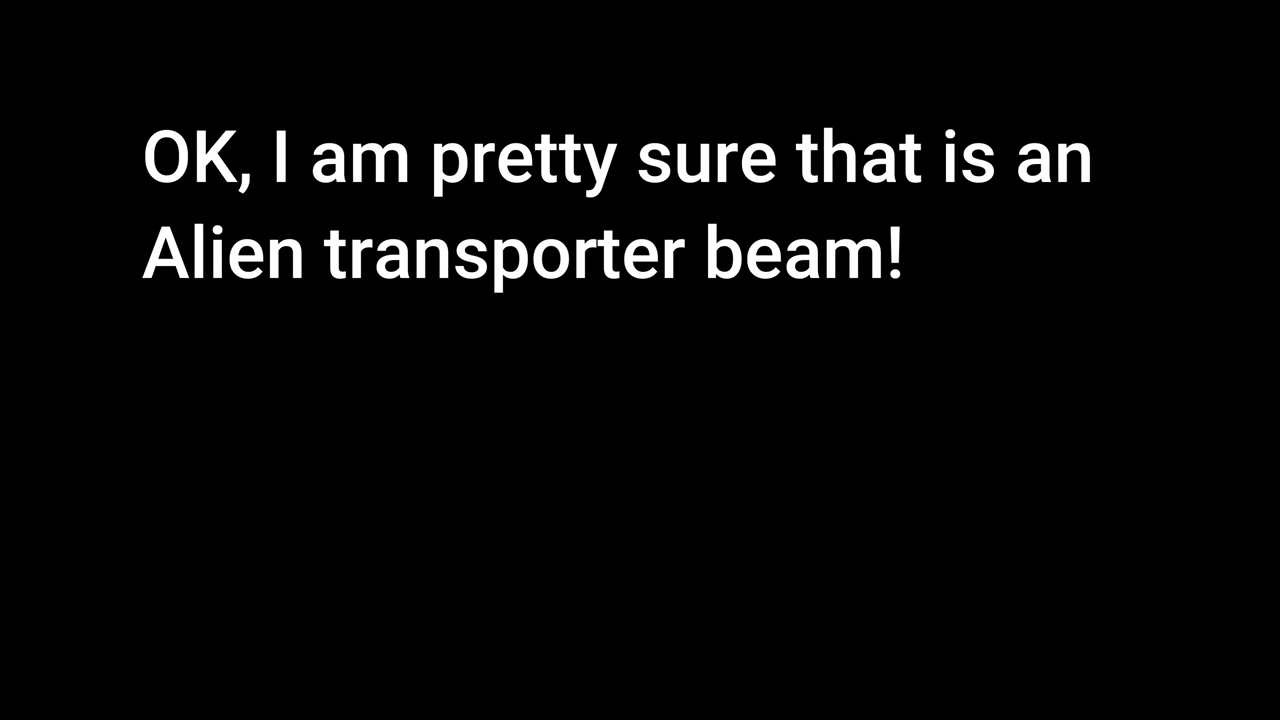 OK, I am pretty sure that is an
Alien transporter beam!